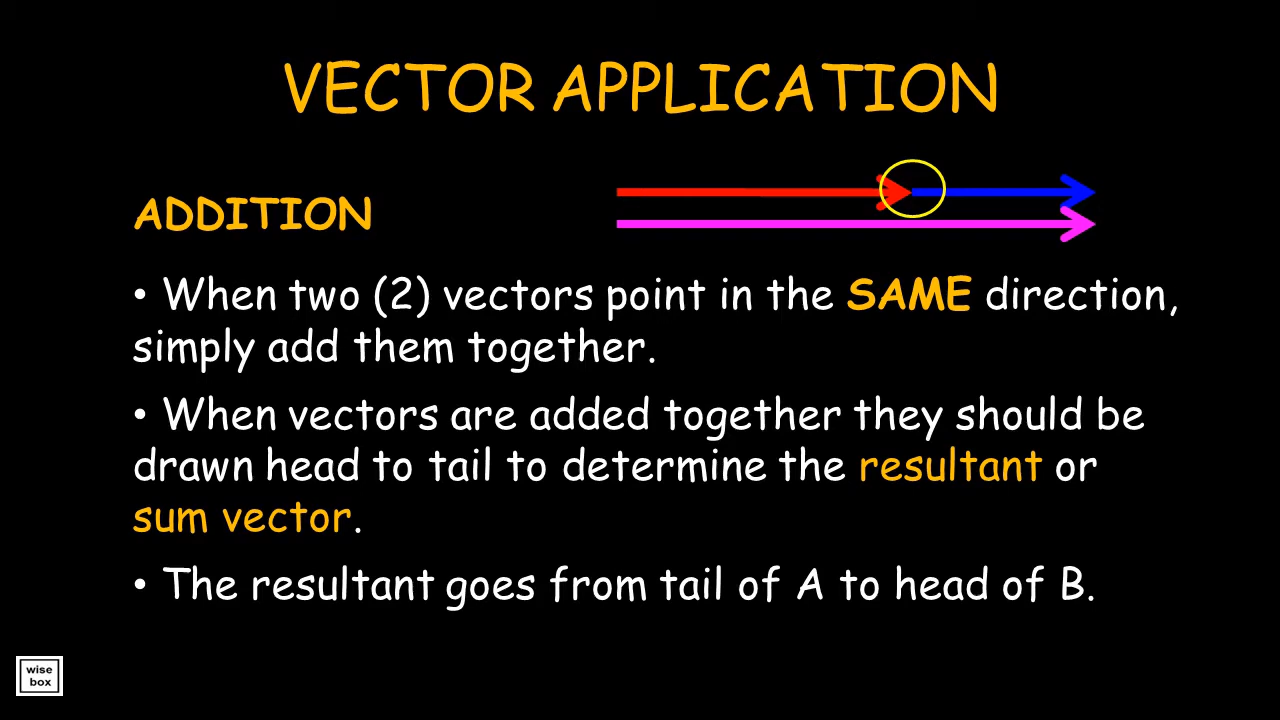 VECTOR APPLICATION
ADDITION
• When two (2) vectors point in the SAME direction,
simply add them together.
• When vectors are added together they should be
drawn head to tail to determine the resultant or
sum vector.
• The resultant goes from tail of A to head of B.
wise
box